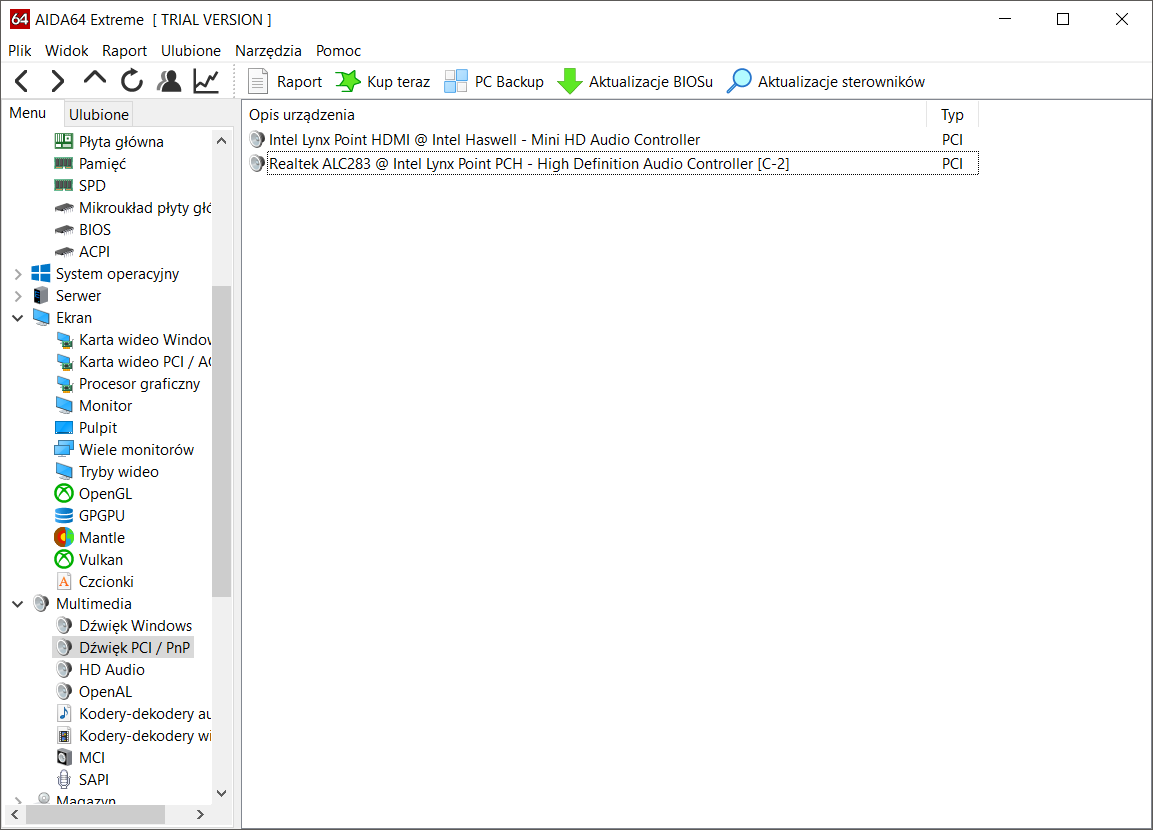 64 AIDA64 Extreme [ TRIAL VERSION ]
Plik Widok Raport Ulubione Narzędzia Pomoc
Raport Kup teraz PC Backup Aktualizacje BIOSu Aktualizacje sterowników
Menu Ulubione
Płyta główna
Pamięć
SPD
Mikroukład płyty głó
BIOS
ACPI
System operacyjny
Serwer
Ekran
Karta wideo Window
Karta wideo PCI / AG
Procesor graficzny
Monitor
Pulpit
Wiele monitorów
Tryby wideo
OpenGL
GPGPU
Mantle
Vulkan
Czcionki
Multimedia
Dźwięk Windows
Dźwięk PCI / PnP
HD Audio
OpenAL
Kodery-dekodery au
Kodery-dekodery wi
MCI
SAPI
Magazyn
Opis urządzenia Typ
Intel Lynx Point HDMI @ Intel Haswell - Mini HD Audio Controller PCI
Realtek ALC283 @ Intel Lynx Point PCH - High Definition Audio Controller [C-2] PCI